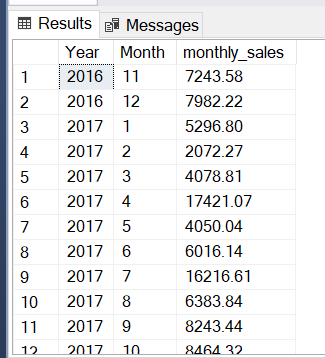 Results Messages
Year Month monthly_sales
1 2016 11 7243.58
2 2016 12 7982.22
3 2017 1 5296.80
4 2017 2 2072.27
5 2017 3 4078.81
6 2017 4 17421.07
7 2017 5 4050.04
8 2017 6 6016.14
9 2017 7 16216.61
10 2017 8 6383.84
11 2017 9 8243.44
12 2017 10 8464.32